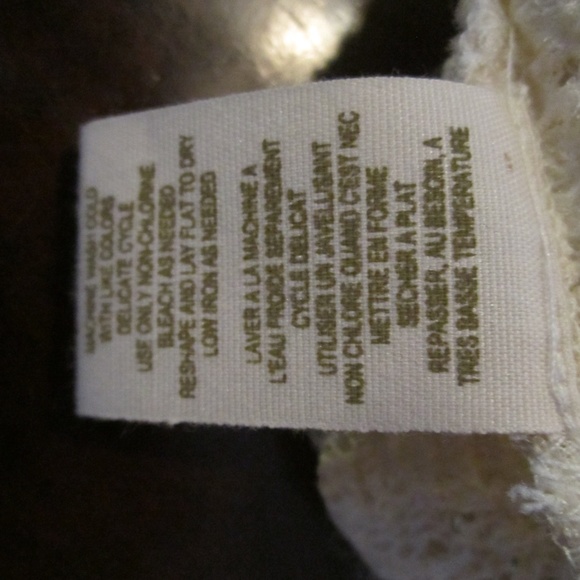 MACHINE WASH COLD
WITH LIKE COLORS
DELICATE CYCLE
USE ONLY NON-CHLORINE
BLEACH AS NEEDED
RESHAPE AND LAY FLAT TO DRY
LOW IRON AS NEEDED
LAVER A LA MACHINE A
L'EAU FROIDE SEPAREMENT
CYCLE DELICAT
UTILISER UN JAVELLISANT
NON CHLORE QUAND C'EST NEC
METTRE EN FORME
SECHER A PLAT
REPASSER, AU BESOIN, A
TRES BASSE TEMPERATURE